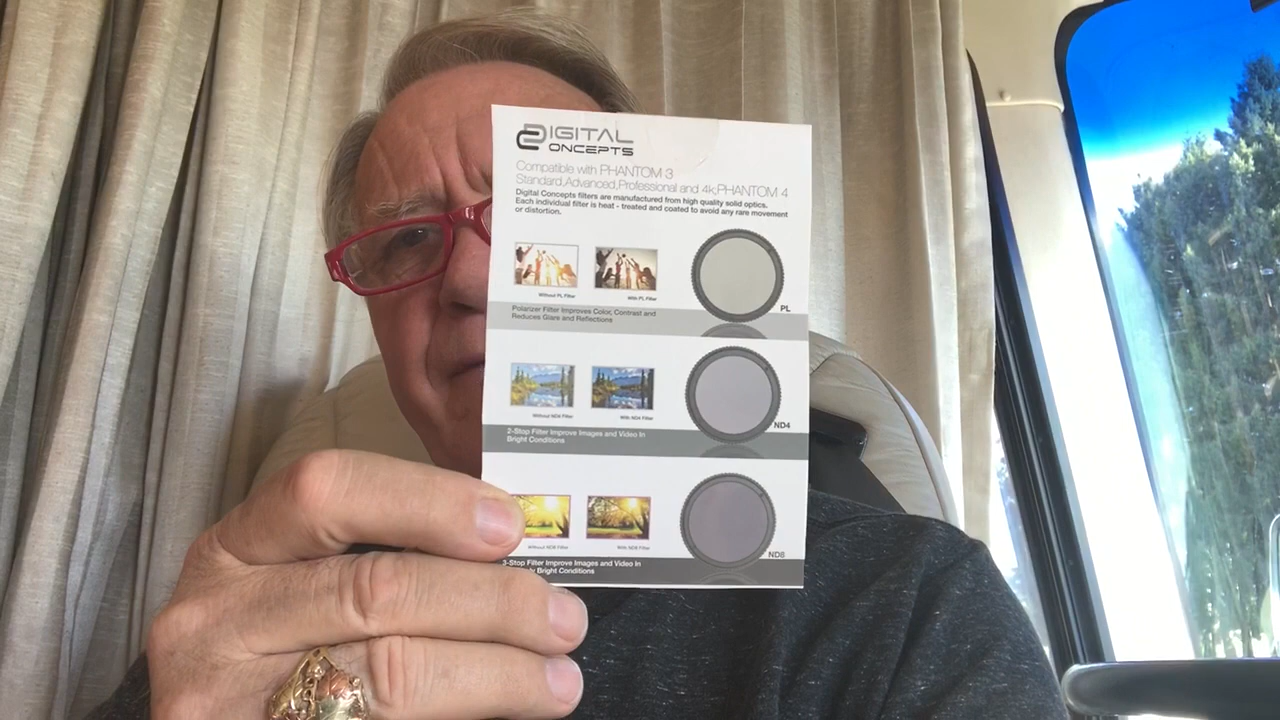 DIGITAL
CONCEPTS
Compatible with PHANTOM 3
Standard,Advanced,Professional and 4k;PHANTOM 4
Digital Concepts filters are manufactured from high quality solid optics.
Each individual filter is heat - treated and coated to avoid any rare movement
or distortion.
Without PL Filter
With PL Filter
PL
Polarizer Filter Improves Color, Contrast and
Reduces Glare and Reflections
Without ND4 Filter
With ND4 Filter
ND4
2-Stop Filter Improve Images and Video In
Bright Conditions
Without ND8 Filter
With ND8 Filter
ND8
3-Stop Filter Improve Images and Video In
Bright Conditions